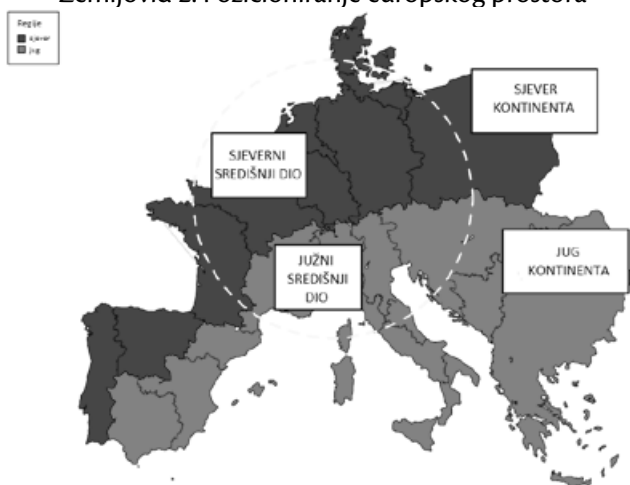 Zemljovid 2. Pozicioniranje europskog prostora
Regije
sjever
jug
SJEVER
KONTINENTA
SJEVERNI
SREDIŠNJI DIO
JUŽNI
SREDIŠNJI
DIO
JUG
KONTINENTA